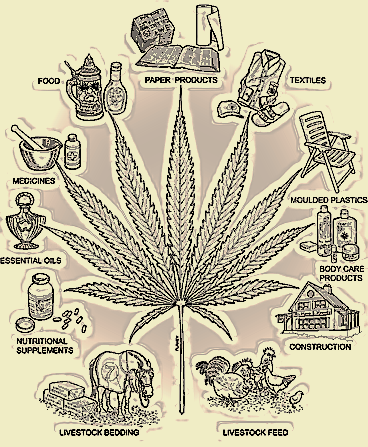 PAPER PRODUCTS
FOOD
TEXTILES
MEDICINES
MOULDED PLASTICS
ESSENTIAL OILS
BODY CARE
PRODUCTS
NUTRITIONAL
SUPPLEMENTS
CONSTRUCTION
LIVESTOCK BEDDING
LIVESTOCK FEED